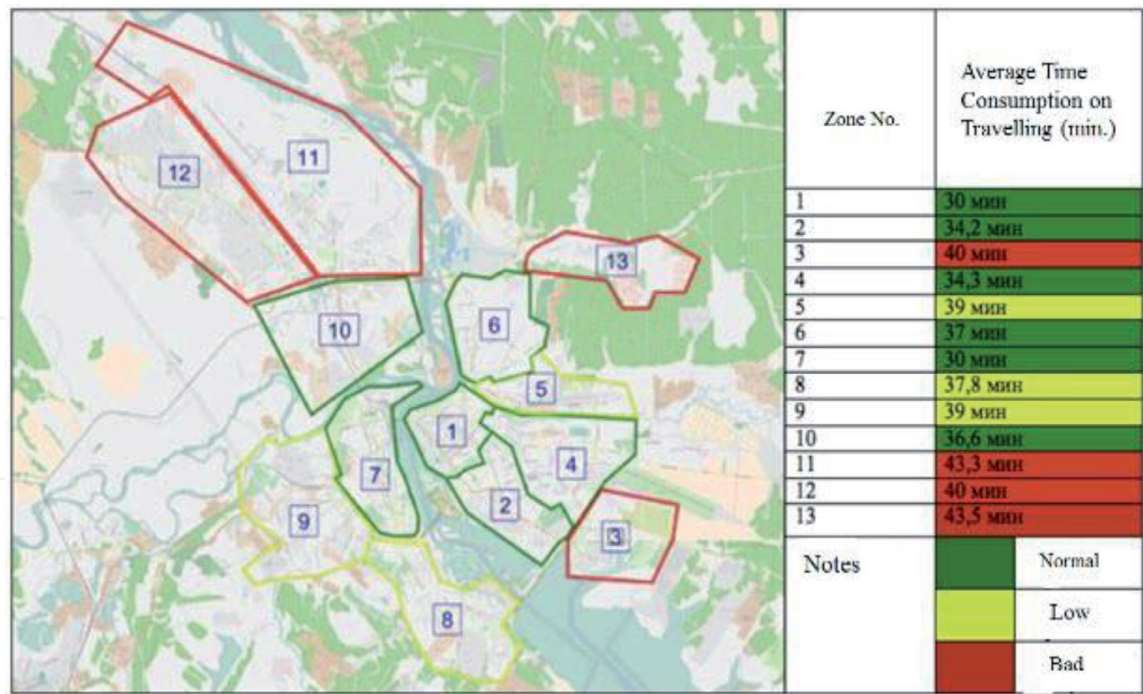 12
11
13
10
6
5
1
4
7
2
9
3
8
Zone No.
Average Time
Consumption on
Travelling (min.)
1 30 мин
2 34,2 мин
3 40 мин
4 34,3 мин
5 39 мин
6 37 мин
7 30 мин
8 37,8 мин
9 39 мин
10 36,6 мин
11 43,3 мин
12 40 мин
13 43,5 мин
Notes
Normal
Low
Bad